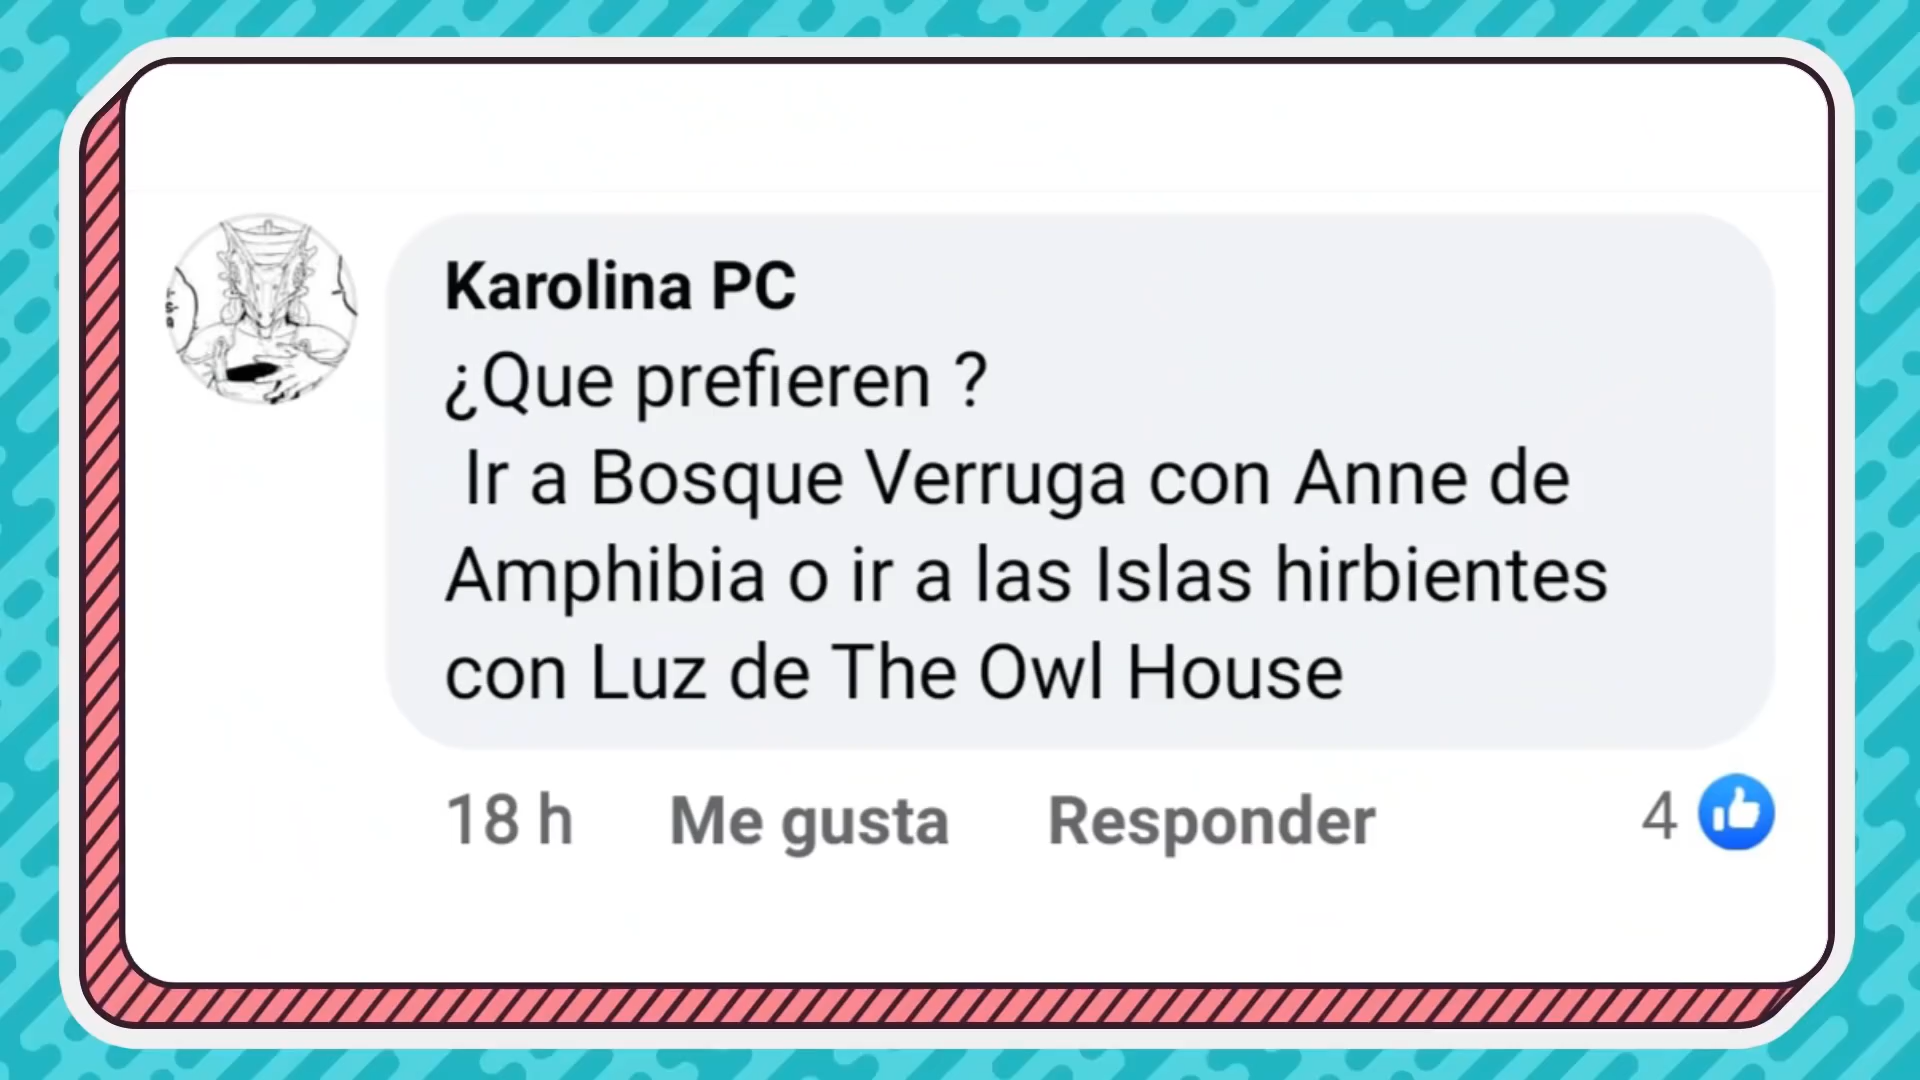 Karolina PC
¿Que prefieren ?
Ir a Bosque Verruga con Anne de
Amphibia o ir a las Islas hirbientes
con Luz de The Owl House
18 h Me gusta Responder 4